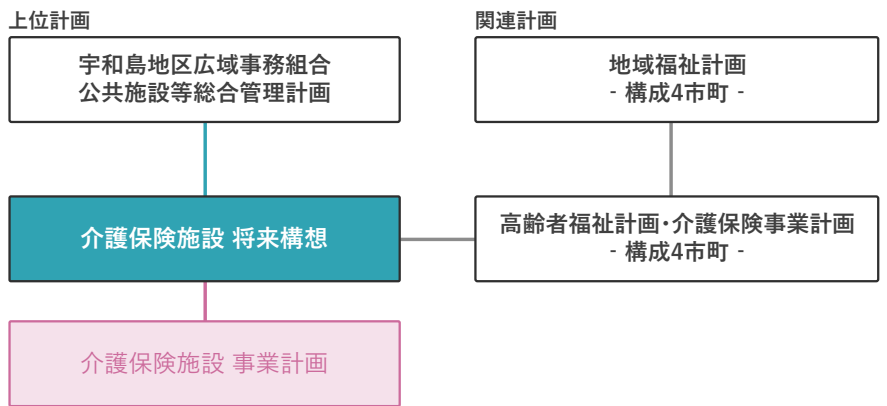 上位計画
宇和島地区広域事務組合
公共施設等総合管理計画
介護保険施設 将来構想
介護保険施設 事業計画
関連計画
地域福祉計画
- 構成4市町 -
高齢者福祉計画・介護保険事業計画
- 構成4市町 -